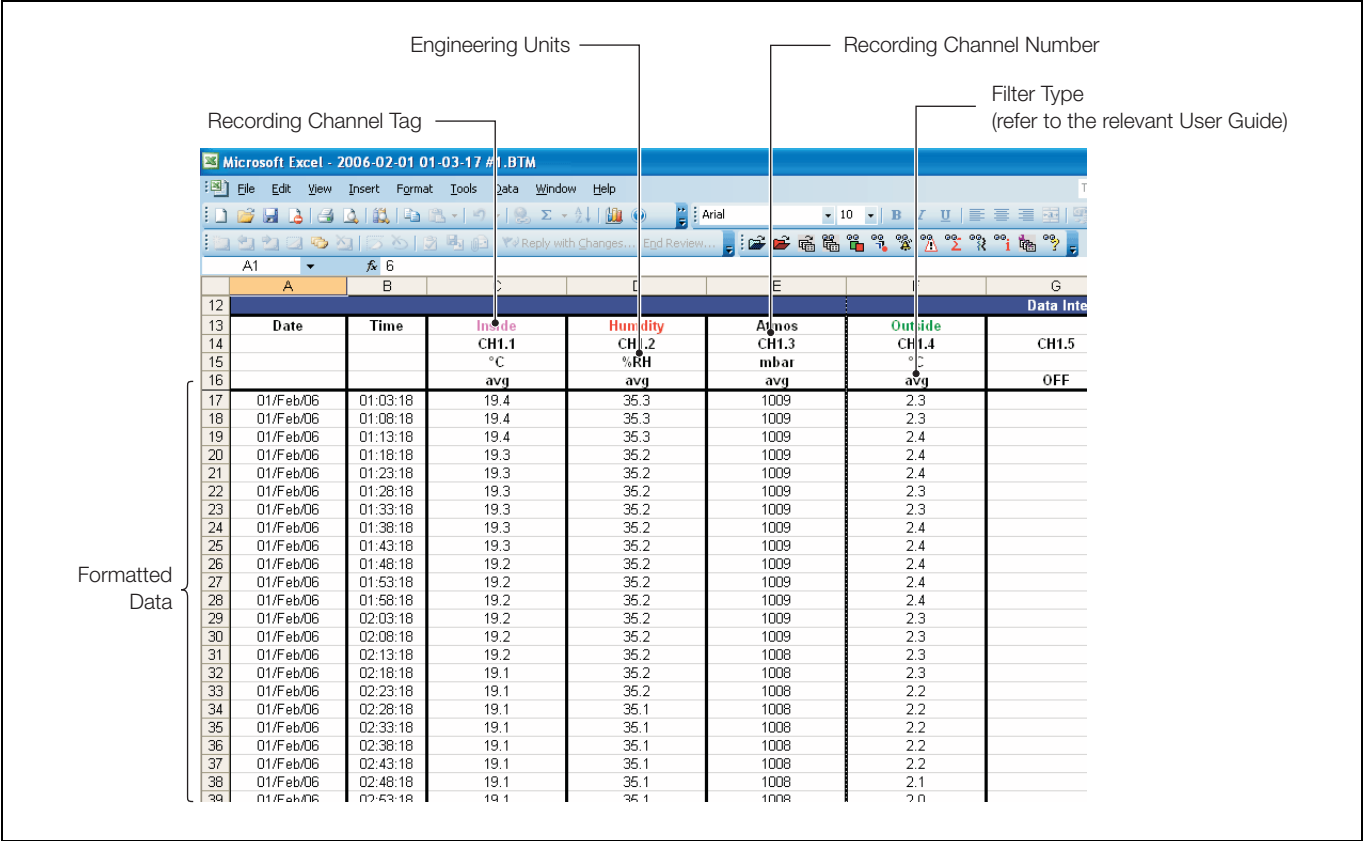 Engineering Units
Recording Channel Number
Filter Type
(refer to the relevant User Guide)
Recording Channel Tag
Microsoft Excel - 2006-02-01 01-03-17 #1.BTM
File Edit View Insert Format Tools Data Window Help
Arial 10 B I U
Reply with Changes... End Review...
A1 fx 6
A B C D E F G
12 Data Inte
13 Date Time Inside Humdity Atmos Outside
14 CH1.1 CH1.2 CH1.3 CH1.4 CH1.5
15 °C %RH mbar °C
16 avg avg avg avg OFF
17 01/Feb/06 01:03:18 19.4 35.3 1009 2.3
18 01/Feb/06 01:08:18 19.4 35.3 1009 2.3
19 01/Feb/06 01:13:18 19.4 35.3 1009 2.4
20 01/Feb/06 01:18:18 19.3 35.2 1009 2.4
21 01/Feb/06 01:23:18 19.3 35.2 1009 2.4
22 01/Feb/06 01:28:18 19.3 35.2 1009 2.3
23 01/Feb/06 01:33:18 19.3 35.2 1009 2.3
24 01/Feb/06 01:38:18 19.3 35.2 1009 2.4
25 01/Feb/06 01:43:18 19.3 35.2 1009 2.4
26 01/Feb/06 01:48:18 19.2 35.2 1009 2.4
27 01/Feb/06 01:53:18 19.2 35.2 1009 2.4
28 01/Feb/06 01:58:18 19.2 35.2 1009 2.4
29 01/Feb/06 02:03:18 19.2 35.2 1009 2.3
30 01/Feb/06 02:08:18 19.2 35.2 1009 2.3
31 01/Feb/06 02:13:18 19.2 35.2 1008 2.3
32 01/Feb/06 02:18:18 19.1 35.2 1008 2.3
33 01/Feb/06 02:23:18 19.1 35.2 1008 2.2
34 01/Feb/06 02:28:18 19.1 35.1 1008 2.2
35 01/Feb/06 02:33:18 19.1 35.1 1008 2.2
36 01/Feb/06 02:38:18 19.1 35.1 1008 2.2
37 01/Feb/06 02:43:18 19.1 35.1 1008 2.2
38 01/Feb/06 02:48:18 19.1 35.1 1008 2.1
39 01/Feb/06 02:53:18 19.1 35.1 1008 2.0
Formatted
Data